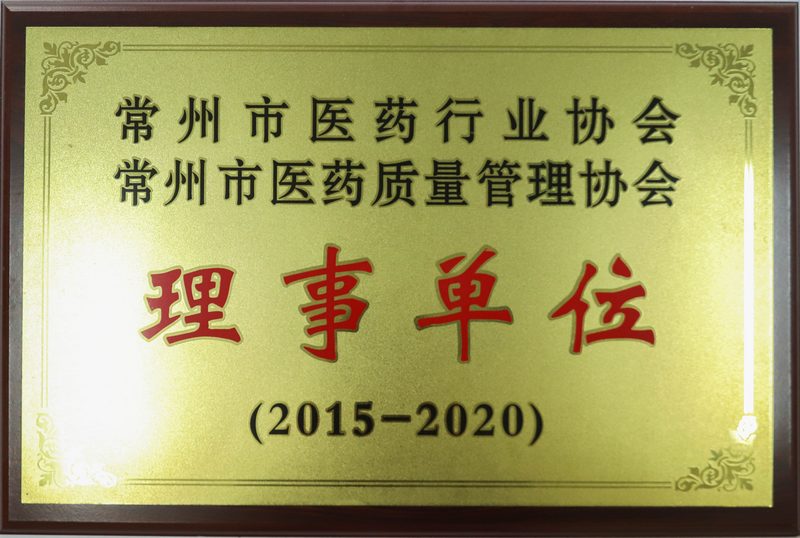 常州市医药行业协会
常州市医药质量管理协会
理事单位
(2015-2020)